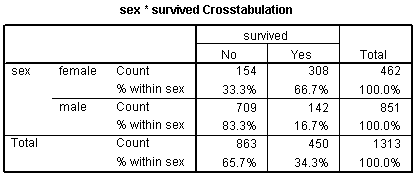 sex * survived Crosstabulation
survived
No Yes Total
sex female Count 154 308 462
% within sex 33.3% 66.7% 100.0%
male Count 709 142 851
% within sex 83.3% 16.7% 100.0%
Total Count 863 450 1313
% within sex 65.7% 34.3% 100.0%